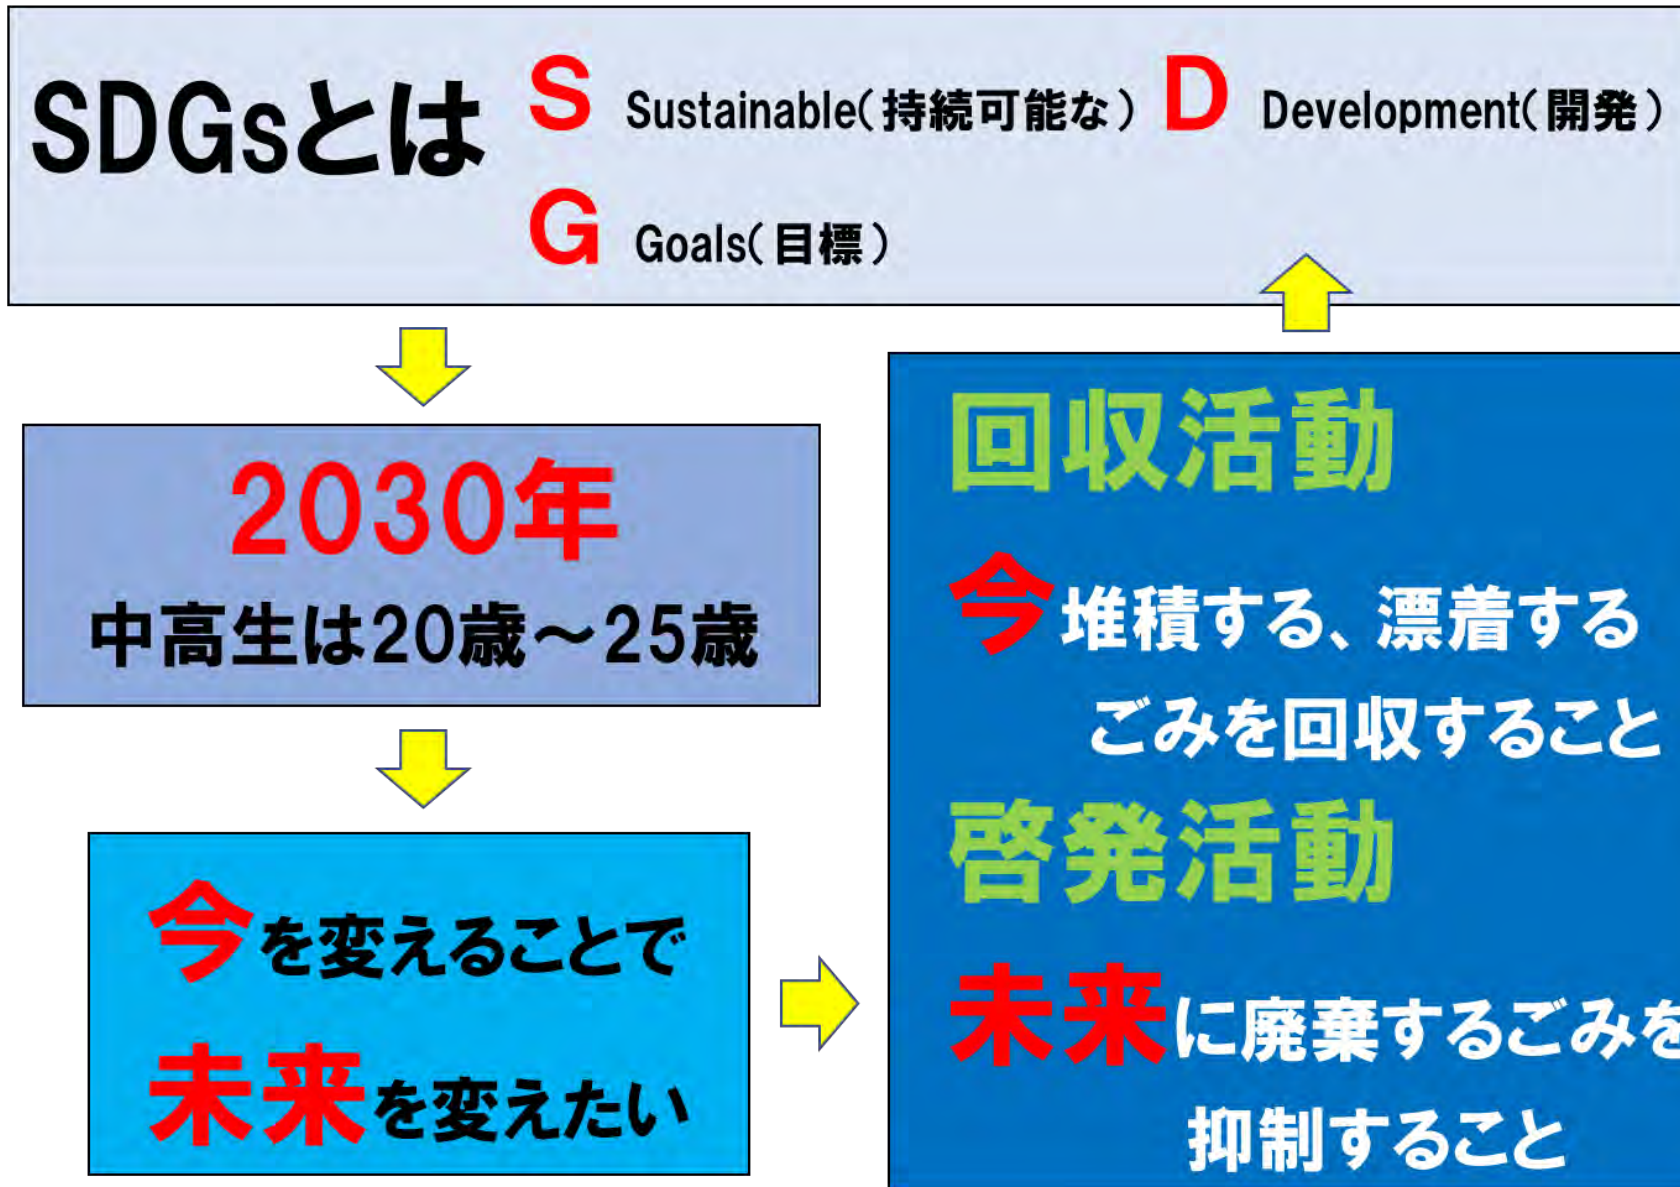 SDGsとは S Sustainable(持続可能な) D Development(開発)
G Goals(目標)
2030年
中高生は20歳～25歳
今を変えることで
未来を変えたい
回収活動
今堆積する、漂着する
ごみを回収すること
啓発活動
未来に廃棄するごみを
抑制すること